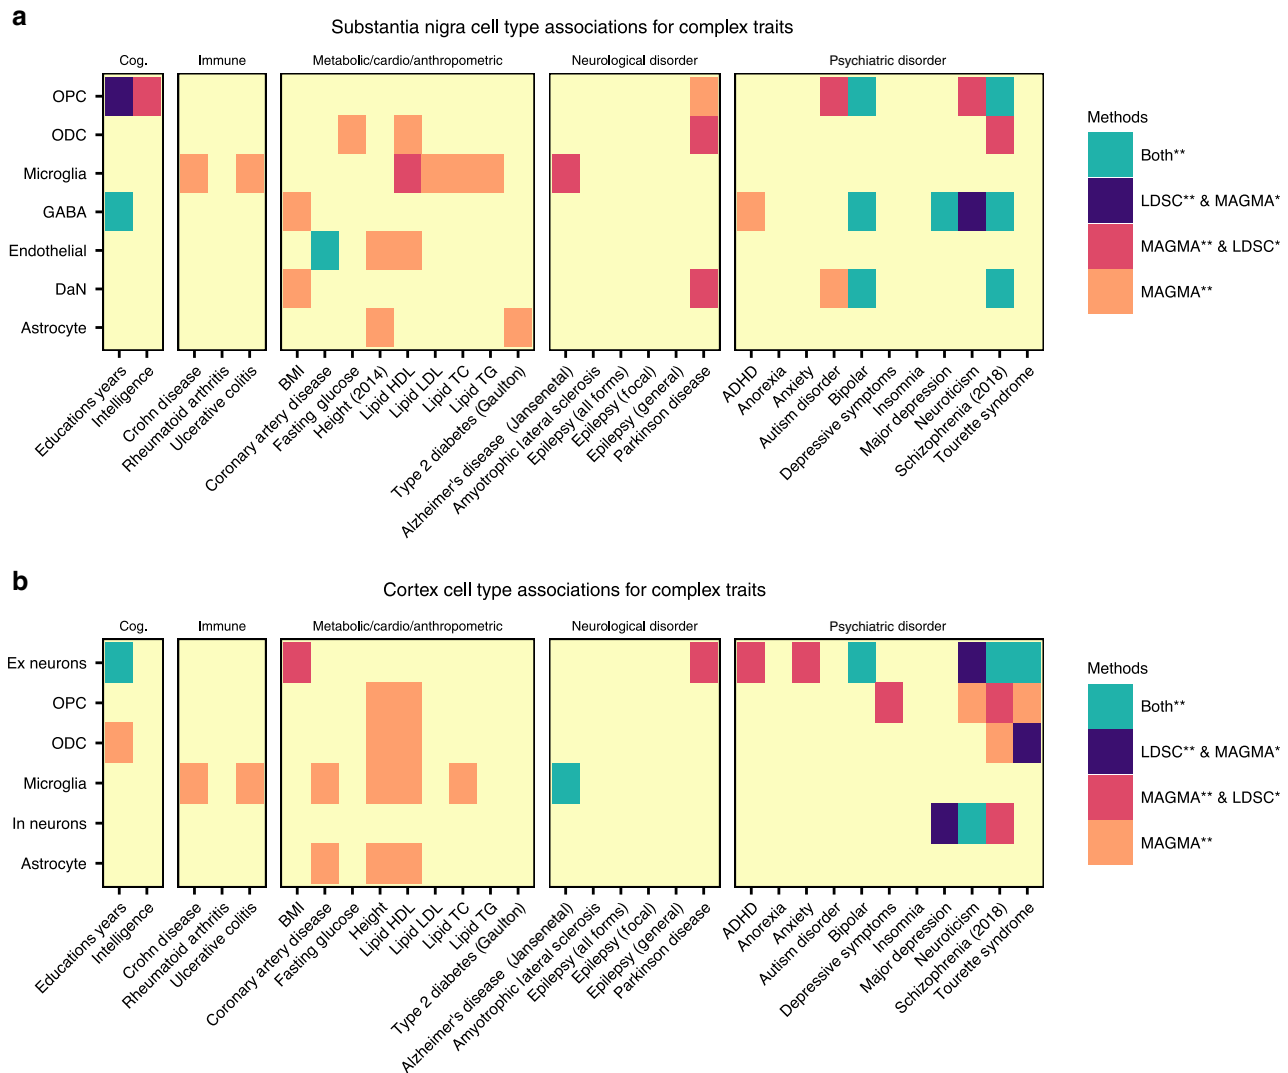 a
Substantia nigra cell type associations for complex traits
Cog.
Immune
Metabolic/cardio/anthropometric
Neurological disorder
Psychiatric disorder
OPC
ODC
Microglia
GABA
Endothelial
DaN
Astrocyte
Educations years
Intelligence
Crohn disease
Rheumatoid arthritis
Ulcerative colitis
BMI
Coronary artery disease
Fasting glucose
Height (2014)
Lipid HDL
Lipid LDL
Lipid TC
Lipid TG
Type 2 diabetes (Gaulton)
Alzheimer's disease (Jansenetal)
Amyotrophic lateral sclerosis
Epilepsy (all forms)
Epilepsy (focal)
Epilepsy (general)
Parkinson disease
ADHD
Anorexia
Anxiety
Autism disorder
Bipolar
Depressive symptoms
Insomnia
Major depression
Neuroticism
Schizophrenia (2018)
Tourette syndrome
Methods
Both**
LDSC** & MAGMA*
MAGMA** & LDSC*
MAGMA**
b
Cortex cell type associations for complex traits
Cog.
Immune
Metabolic/cardio/anthropometric
Neurological disorder
Psychiatric disorder
Ex neurons
OPC
ODC
Microglia
In neurons
Astrocyte
Educations years
Intelligence
Crohn disease
Rheumatoid arthritis
Ulcerative colitis
BMI
Coronary artery disease
Fasting glucose
Height
Lipid HDL
Lipid LDL
Lipid TC
Lipid TG
Type 2 diabetes (Gaulton)
Alzheimer's disease (Jansenetal)
Amyotrophic lateral sclerosis
Epilepsy (all forms)
Epilepsy (focal)
Epilepsy (general)
Parkinson disease
ADHD
Anorexia
Anxiety
Autism disorder
Bipolar
Depressive symptoms
Insomnia
Major depression
Neuroticism
Schizophrenia (2018)
Tourette syndrome
Methods
Both**
LDSC** & MAGMA*
MAGMA** & LDSC*
MAGMA**